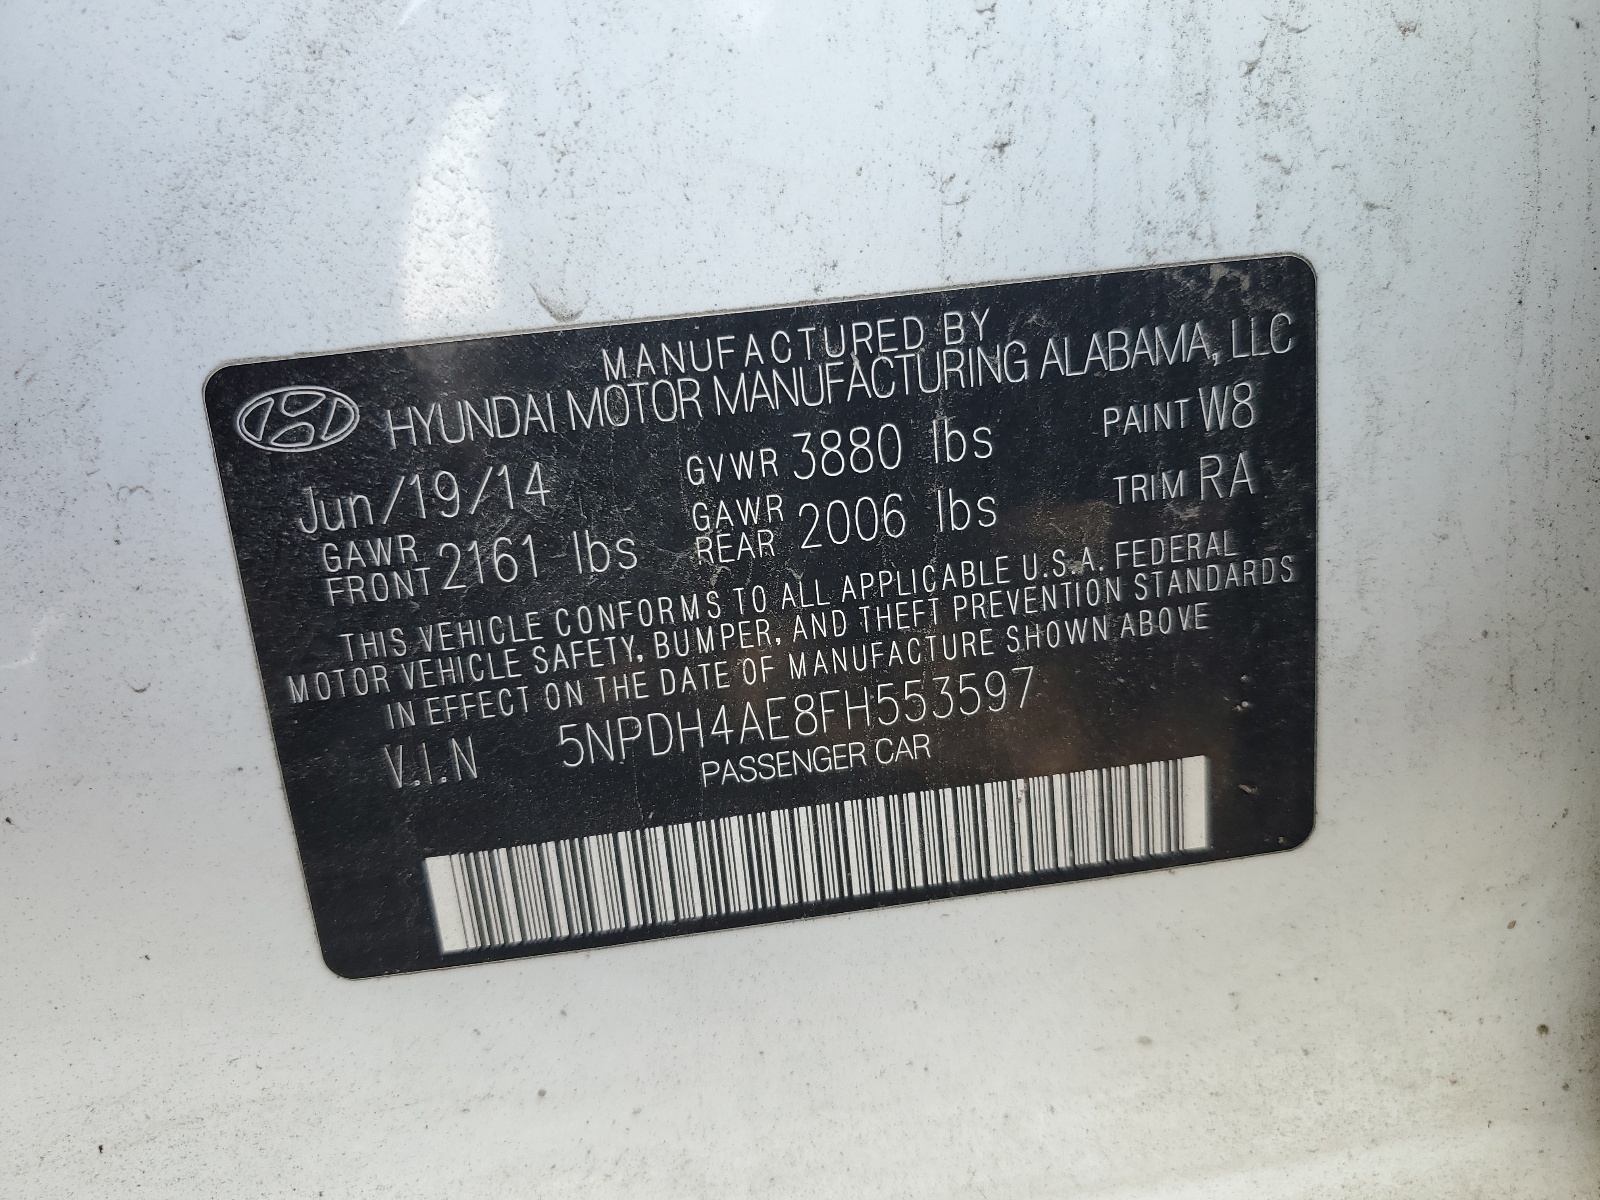 MANUFACTURED BY
HYUNDAI MOTOR MANUFACTURING ALABAMA, LLC
Jun/19/14 GVWR 3880 lbs PAINT W8
GAWR FRONT 2161 lbs GAWR REAR 2006 lbs TRIM RA
THIS VEHICLE CONFORMS TO ALL APPLICABLE U.S.A. FEDERAL
MOTOR VEHICLE SAFETY, BUMPER, AND THEFT PREVENTION STANDARDS
IN EFFECT ON THE DATE OF MANUFACTURE SHOWN ABOVE
V.I.N 5NPDH4AE8FH553597
PASSENGER CAR